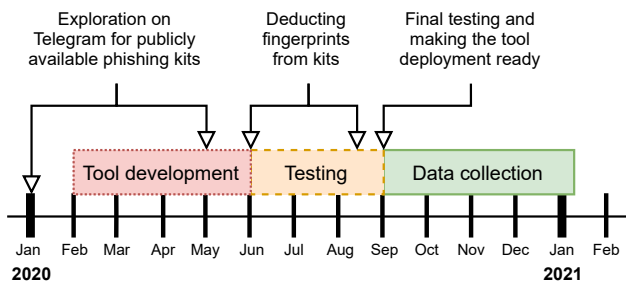 Exploration on
Telegram for publicly
available phishing kits
Deducting
fingerprints
from kits
Final testing and
making the tool
deployment ready
Tool development
Testing
Data collection
Jan Feb Mar Apr May Jun Jul Aug Sep Oct Nov Dec Jan Feb
2020 2021